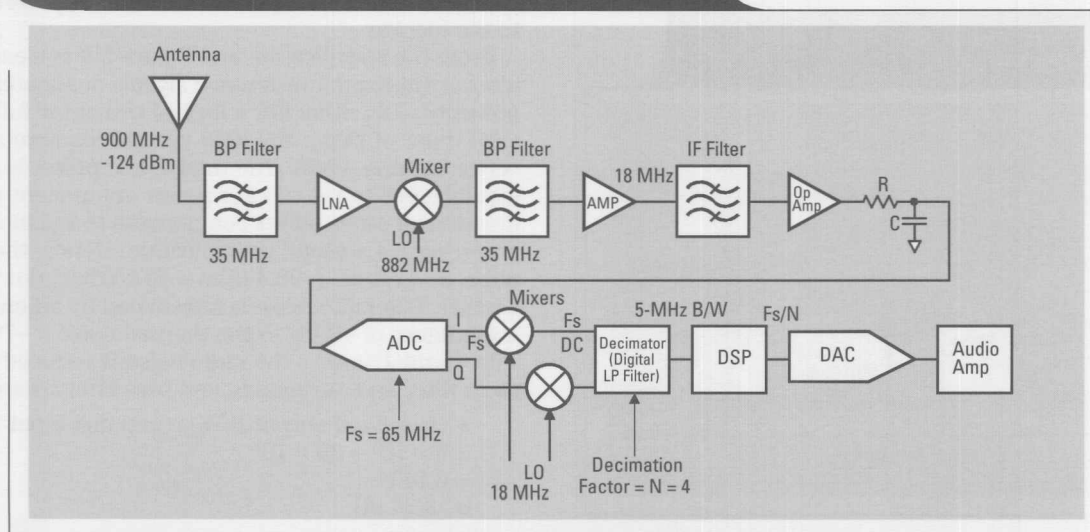 Antenna
900 MHz
-124 dBm
BP Filter
35 MHz
LNA
Mixer
LO
882 MHz
BP Filter
35 MHz
AMP
18 MHz
IF Filter
Op
Amp
R
C
ADC
I
Fs
Q
Fs = 65 MHz
Mixers
LO
18 MHz
Fs
DC
Decimator
(Digital
LP Filter)
Decimation
Factor = N = 4
5-MHz B/W
DSP
Fs/N
DAC
Audio
Amp